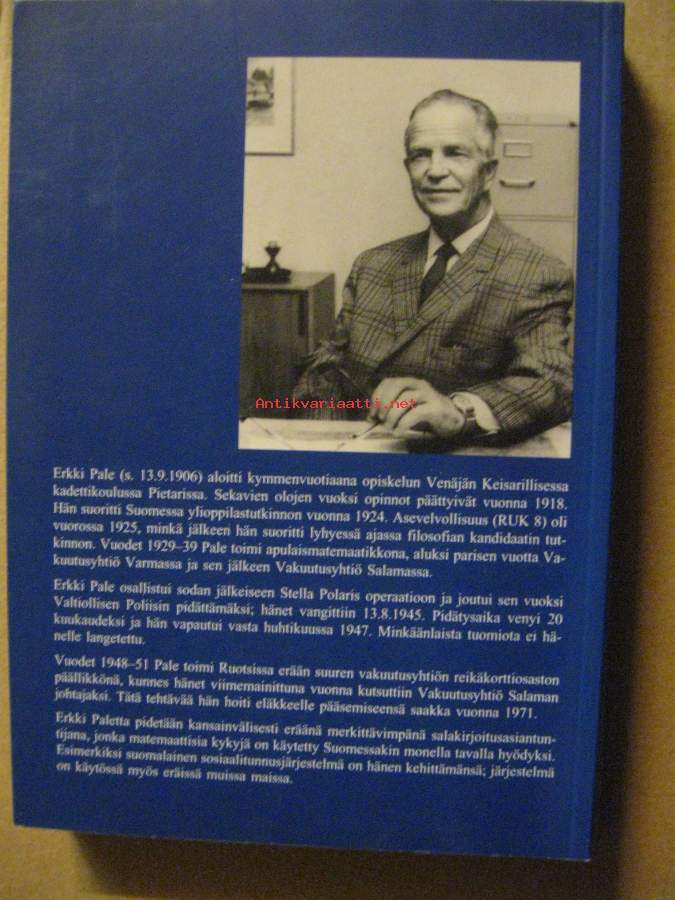 Antikvariaatti.net
Erkki Pale (s. 13.9.1906) aloitti kymmenvuotiaana opiskelun Venäjän Keisarillisessa
kadettikoulussa Pietarissa. Sekavien olojen vuoksi opinnot päättyivät vuonna 1918.
Hän suoritti Suomessa ylioppilastutkinnon vuonna 1924. Asevelvollisuus (RUK 8) oli
vuorossa 1925, minkä jälkeen hän suoritti lyhyessä ajassa filosofian kandidaatin tut-
kinnon. Vuodet 1929–39 Pale toimi apulaismatemaatikkona, aluksi parisen vuotta Va-
kuutusyhtiö Varmassa ja sen jälkeen Vakuutusyhtiö Salamassa.
Erkki Pale osallistui sodan jälkeiseen Stella Polaris operaatioon ja joutui sen vuoksi
Valtiollisen Poliisin pidättämäksi; hänet vangittiin 13.8.1945. Pidätysaika venyi 20
kuukaudeksi ja hän vapautui vasta huhtikuussa 1947. Minkäänlaista tuomiota ei hä-
nelle langetettu.
Vuodet 1948–51 Pale toimi Ruotsissa erään suuren vakuutusyhtiön reikäkorttiosaston
päällikkönä, kunnes hänet viimemainittuna vuonna kutsuttiin Vakuutusyhtiö Salaman
johtajaksi. Tätä tehtävää hän hoiti eläkkeelle pääsemiseensä saakka vuonna 1971.
Erkki Paletta pidetään kansainvälisesti eräänä merkittävimpänä salakirjoitusasiantun-
tijana, jonka matemaattisia kykyjä on käytetty Suomessakin monella tavalla hyödyksi.
Esimerkiksi suomalainen sosiaalitunnusjärjestelmä on hänen kehittämänsä; järjestelmä
on käytössä myös eräissä muissa maissa.